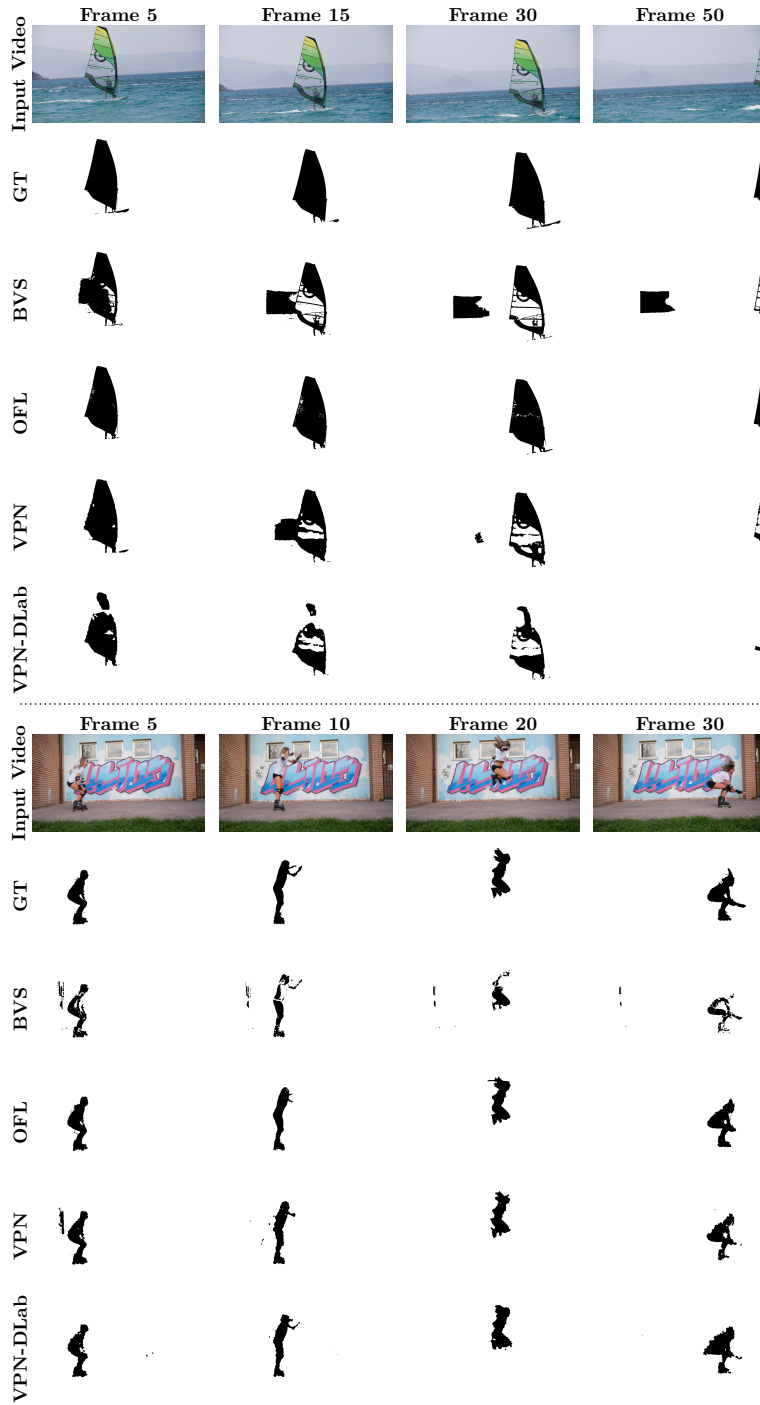 Frame 5 Frame 15 Frame 30 Frame 50
Input Video
GT
BVS
OFL
VPN
VPN-DLab
Frame 5 Frame 10 Frame 20 Frame 30
Input Video
GT
BVS
OFL
VPN
VPN-DLab